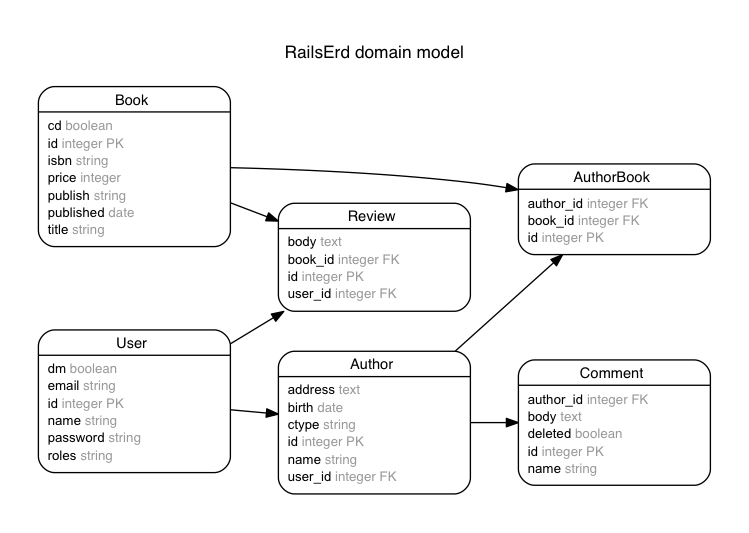 RailsErd domain model
Book
cd boolean
id integer PK
isbn string
price integer
publish string
published date
title string
AuthorBook
author_id integer FK
book_id integer FK
id integer PK
Review
body text
book_id integer FK
id integer PK
user_id integer FK
User
dm boolean
email string
id integer PK
name string
password string
roles string
Author
address text
birth date
ctype string
id integer PK
name string
user_id integer FK
Comment
author_id integer FK
body text
deleted boolean
id integer PK
name string